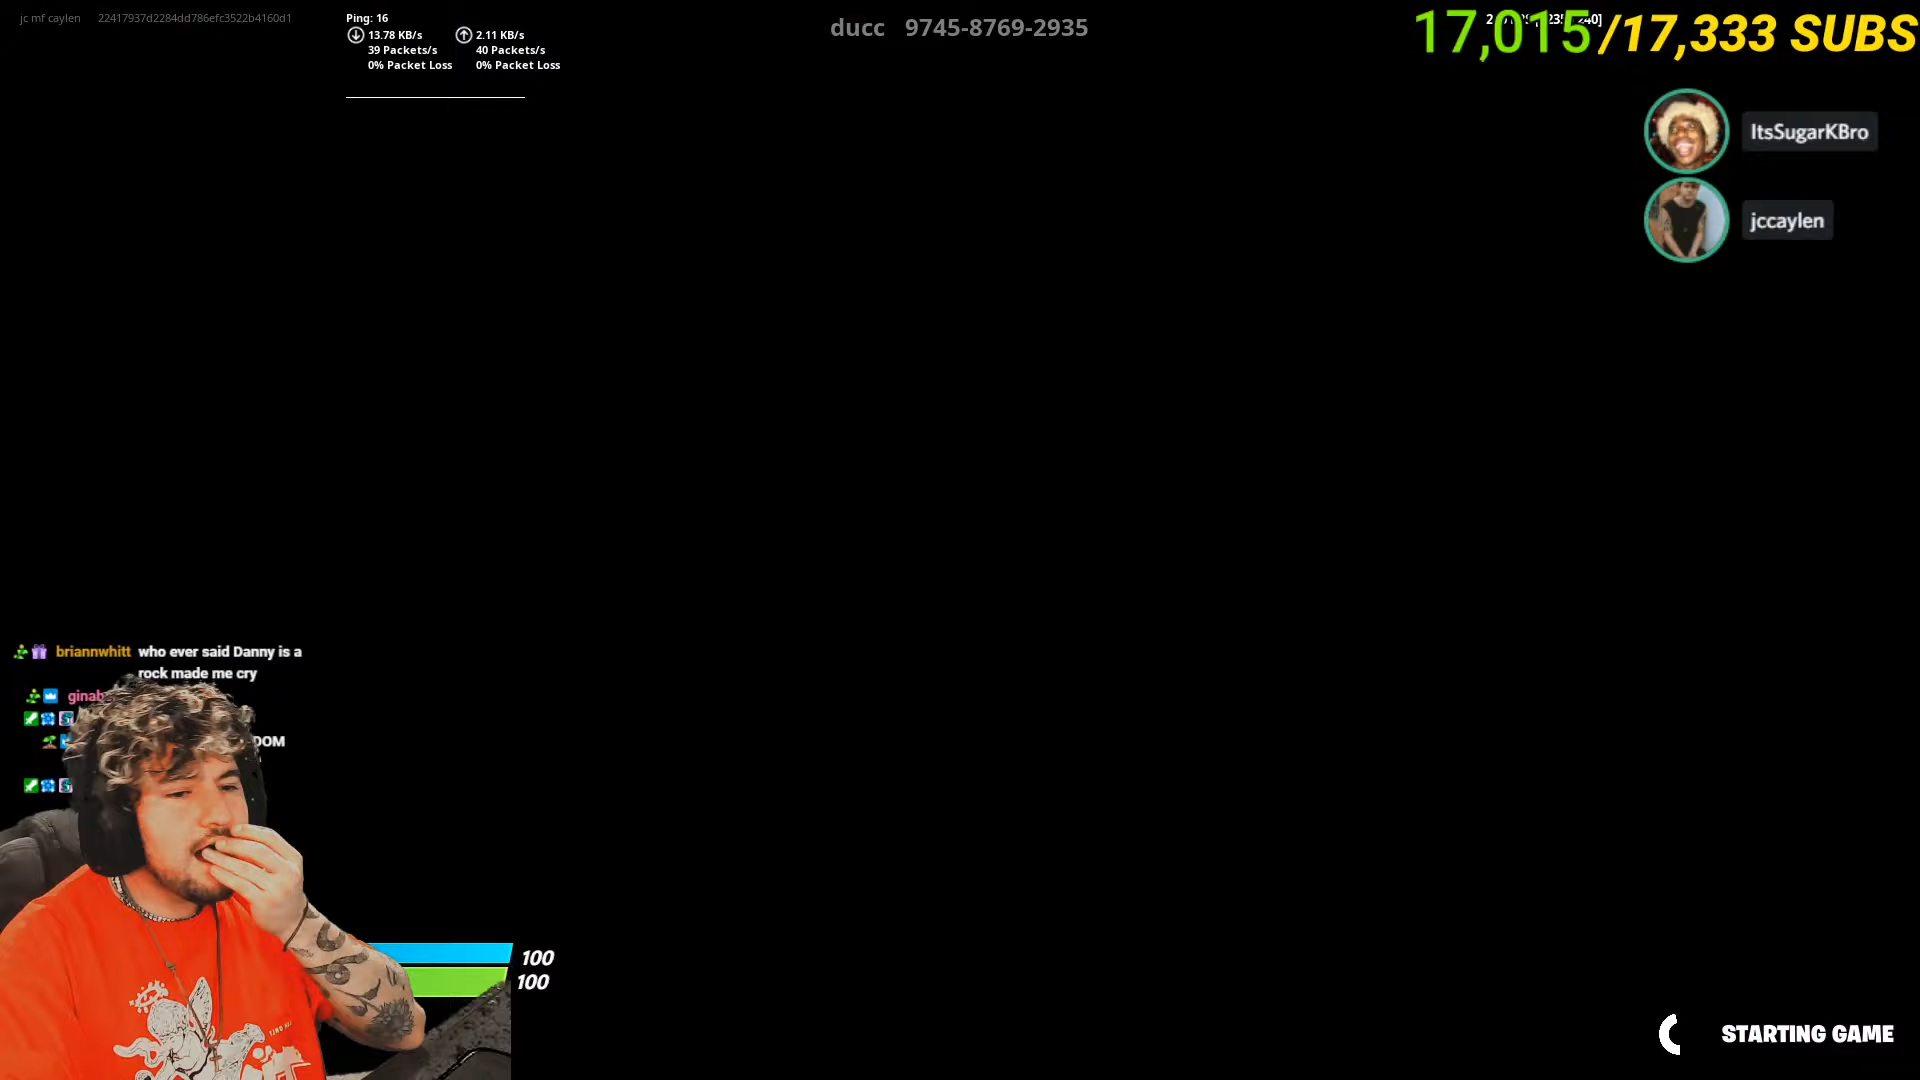 jc mf caylen 22417937d2284dd786efc3522b4160d1
Ping: 16
13.78 KB/s 2.11 KB/s
39 Packets/s 40 Packets/s
0% Packet Loss 0% Packet Loss
ducc 9745-8769-2935
17,015/17,333 SUBS
ItsSugarKBro
jccaylen
briannwhitt who ever said Danny is a
rock made me cry
100
100
STARTING GAME